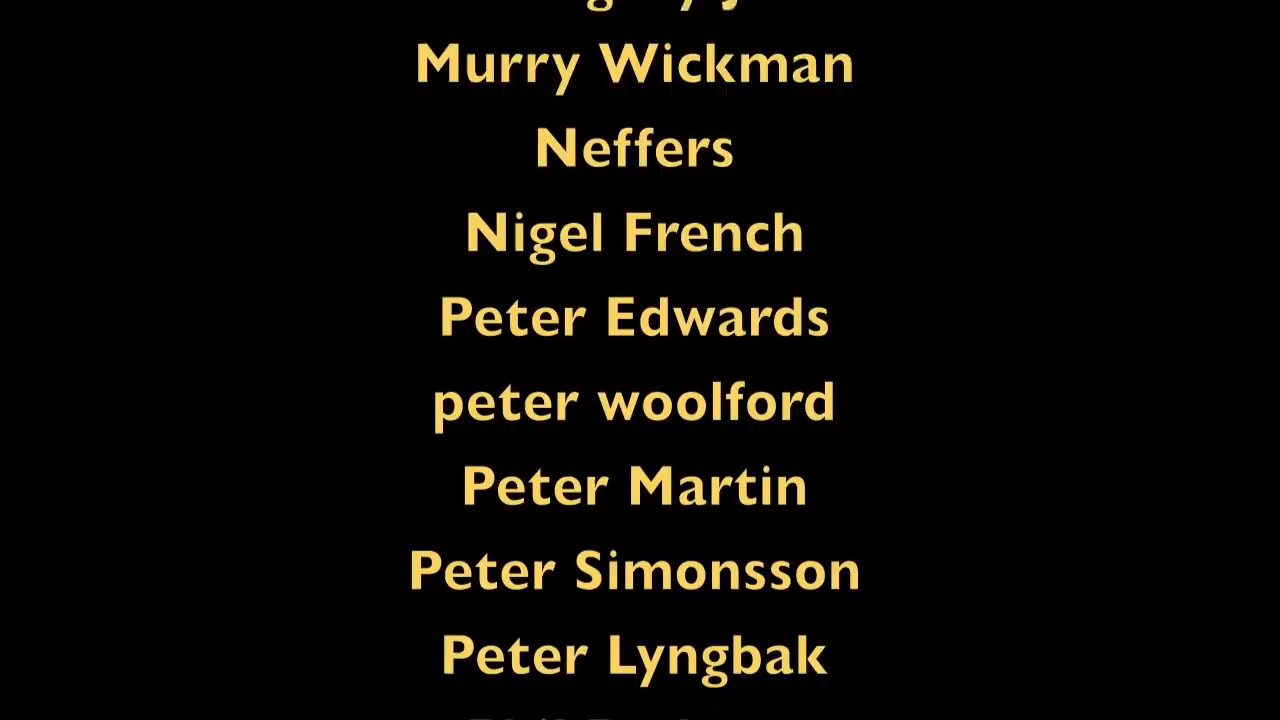 Murry Wickman
Neffers
Nigel French
Peter Edwards
peter woolford
Peter Martin
Peter Simonsson
Peter Lyngbak